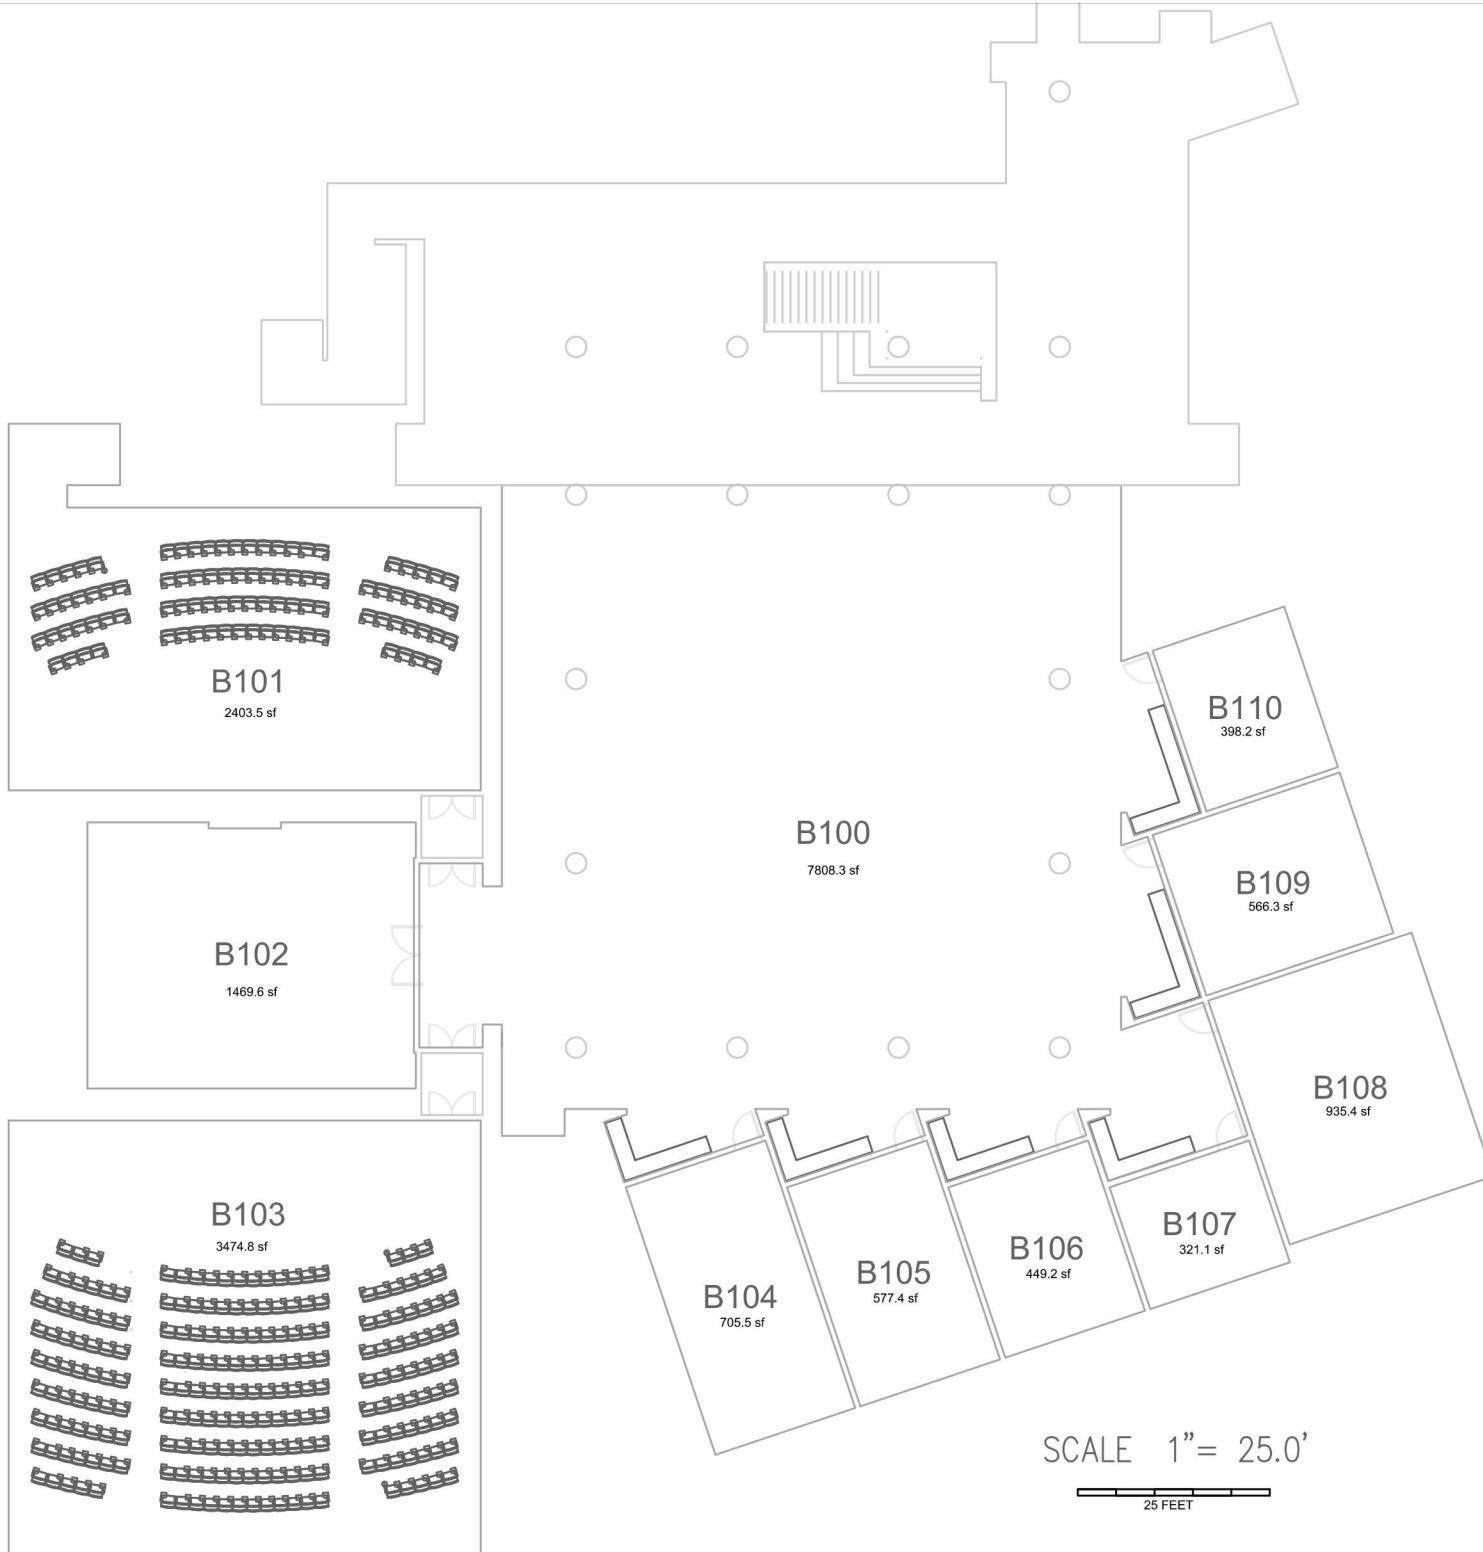 B101
2403.5 sf
B110
398.2 sf
B100
7808.3 sf
B109
566.3 sf
B102
1469.6 sf
B108
935.4 sf
B103
3474.8 sf
B107
321.1 sf
B106
449.2 sf
B105
577.4 sf
B104
705.5 sf
SCALE 1"= 25.0'
25 FEET